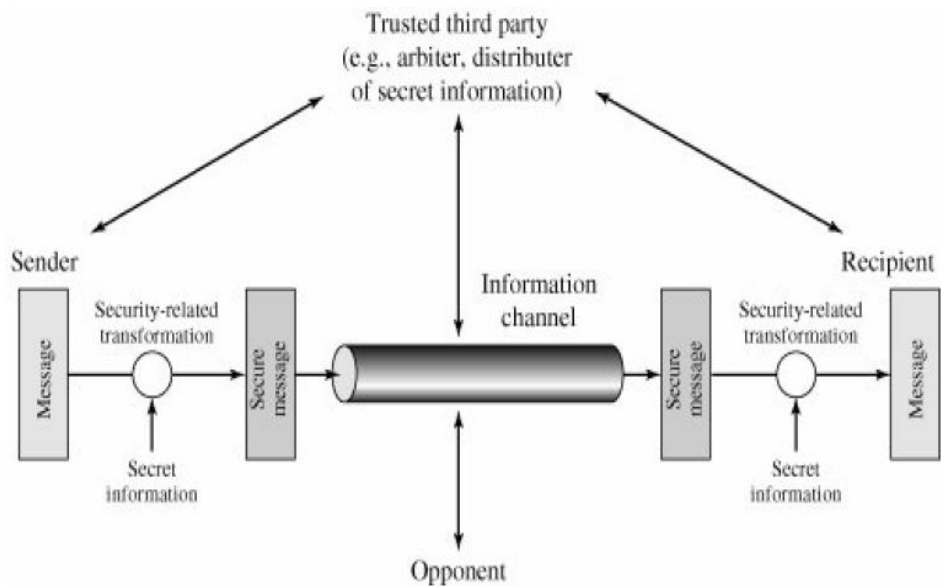 Trusted third party
(e.g., arbiter, distributer
of secret information)
Sender
Recipient
Information
channel
Security-related
transformation
Security-related
transformation
Message
Secure
message
Secure
message
Message
Secret
information
Secret
information
Opponent